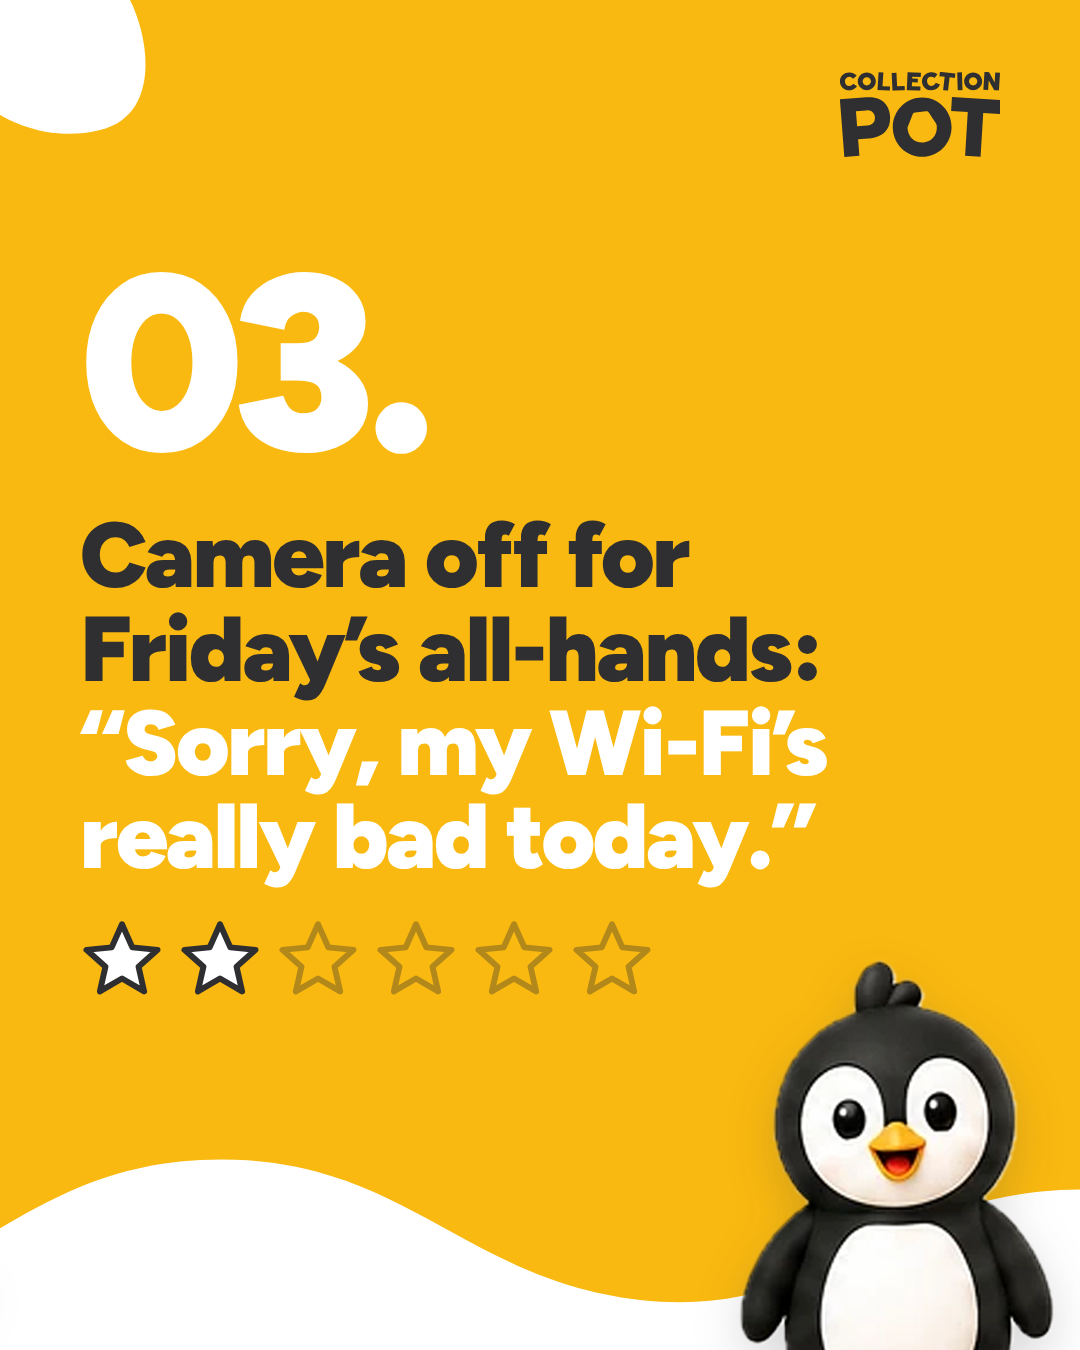 COLLECTION
POT
03.
Camera off for
Friday’s all-hands:
“Sorry, my Wi-Fi’s
really bad today.”